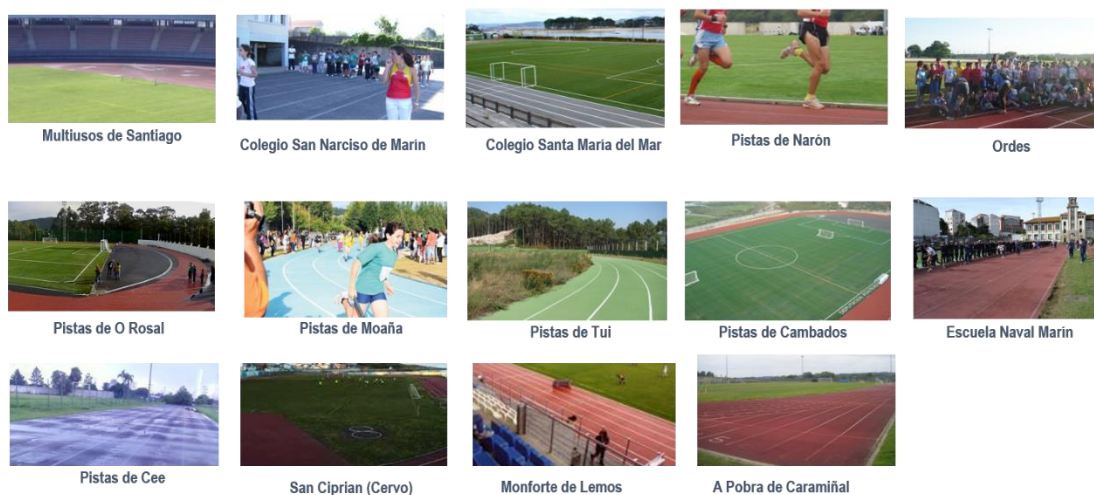 Multiusos de Santiago
Colegio San Narciso de Marín
Colegio Santa María del Mar
Pistas de Narón
Ordes
Pistas de O Rosal
Pistas de Moaña
Pistas de Tui
Pistas de Cambados
Escuela Naval Marín
Pistas de Cee
San Ciprian (Cervo)
Monforte de Lemos
A Pobra de Caramiñal